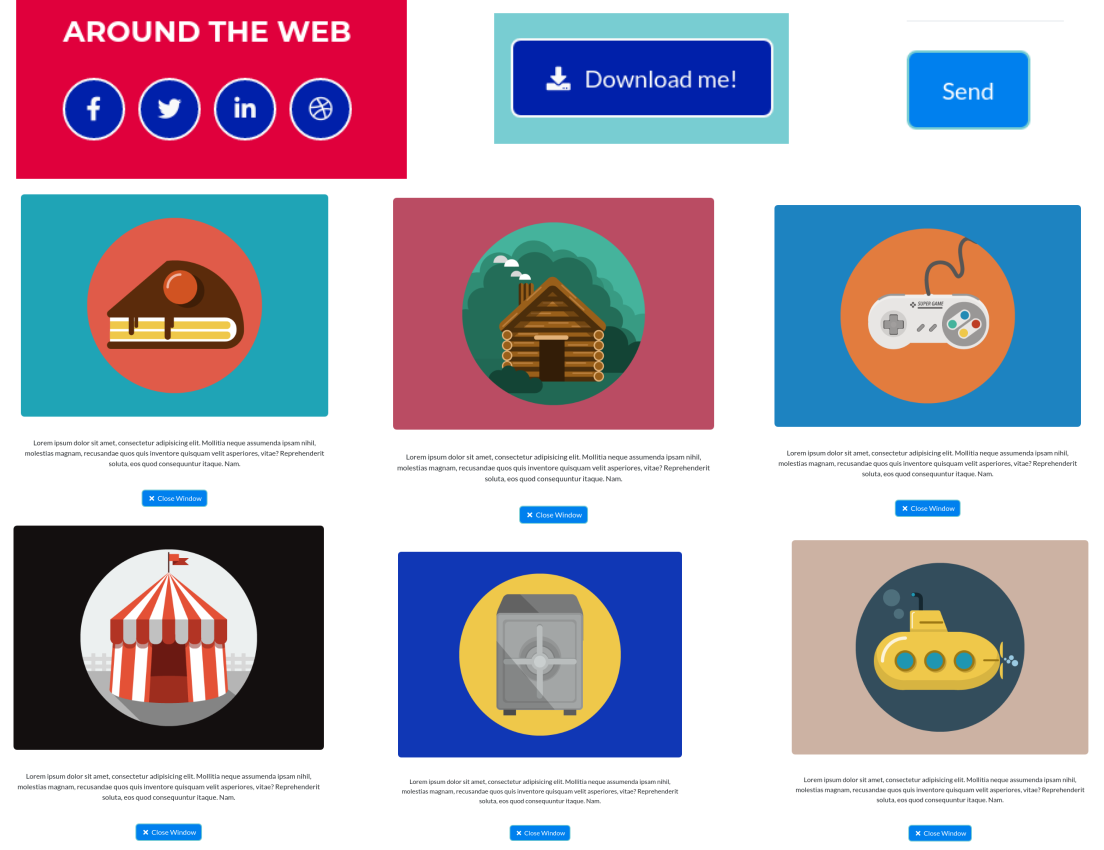 AROUND THE WEB
Download me!
Send
SUPER GAME
Lorem ipsum dolor sit amet, consectetur adipisicing elit. Mollitia neque assumenda ipsam nihil,
molestias magnam, recusandae quos quis inventore quisquam velit asperiores, vitae? Reprehenderit
soluta, eos quod consequuntur itaque. Nam.
Close Window
Lorem ipsum dolor sit amet, consectetur adipisicing elit. Mollitia neque assumenda ipsam nihil,
molestias magnam, recusandae quos quis inventore quisquam velit asperiores, vitae? Reprehenderit
soluta, eos quod consequuntur itaque. Nam.
Close Window
Lorem ipsum dolor sit amet, consectetur adipisicing elit. Mollitia neque assumenda ipsam nihil,
molestias magnam, recusandae quos quis inventore quisquam velit asperiores, vitae? Reprehenderit
soluta, eos quod consequuntur itaque. Nam.
Close Window
Lorem ipsum dolor sit amet, consectetur adipisicing elit. Mollitia neque assumenda ipsam nihil,
molestias magnam, recusandae quos quis inventore quisquam velit asperiores, vitae? Reprehenderit
soluta, eos quod consequuntur itaque. Nam.
Close Window
Lorem ipsum dolor sit amet, consectetur adipisicing elit. Mollitia neque assumenda ipsam nihil,
molestias magnam, recusandae quos quis inventore quisquam velit asperiores, vitae? Reprehenderit
soluta, eos quod consequuntur itaque. Nam.
Close Window
Lorem ipsum dolor sit amet, consectetur adipisicing elit. Mollitia neque assumenda ipsam nihil,
molestias magnam, recusandae quos quis inventore quisquam velit asperiores, vitae? Reprehenderit
soluta, eos quod consequuntur itaque. Nam.
Close Window